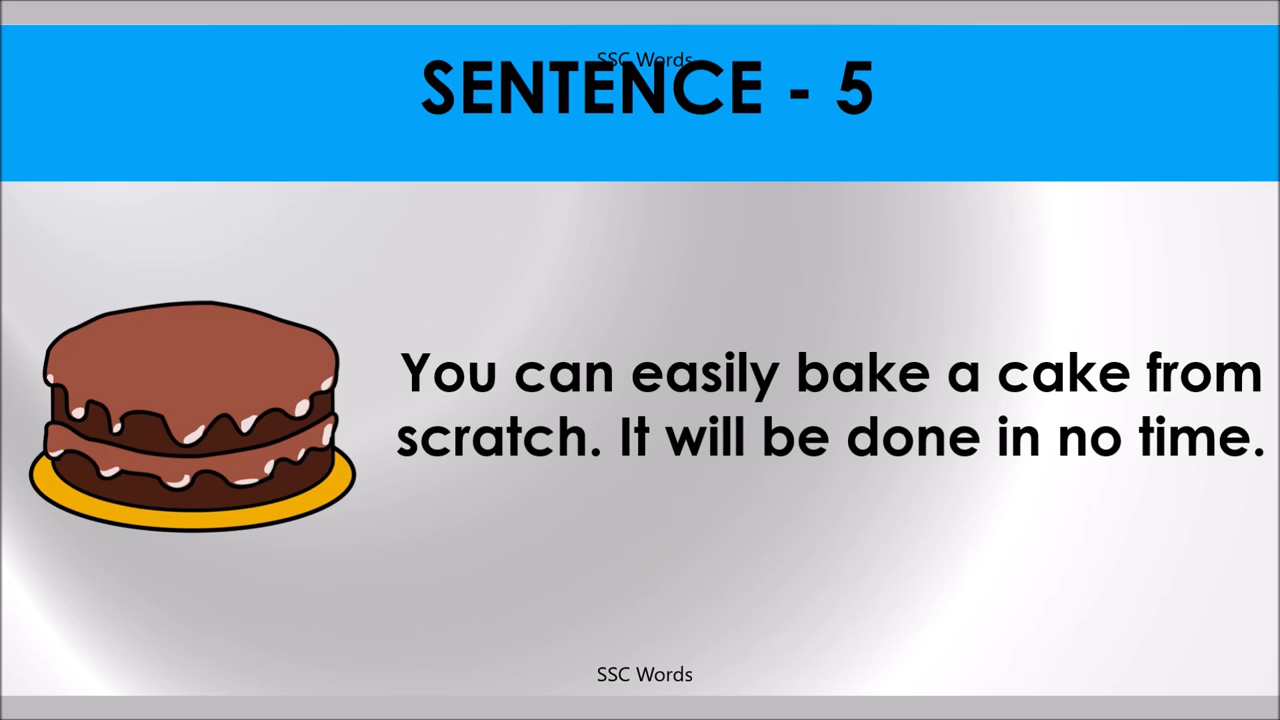 SSC Words
SENTENCE - 5
You can easily bake a cake from
scratch. It will be done in no time.
SSC Words